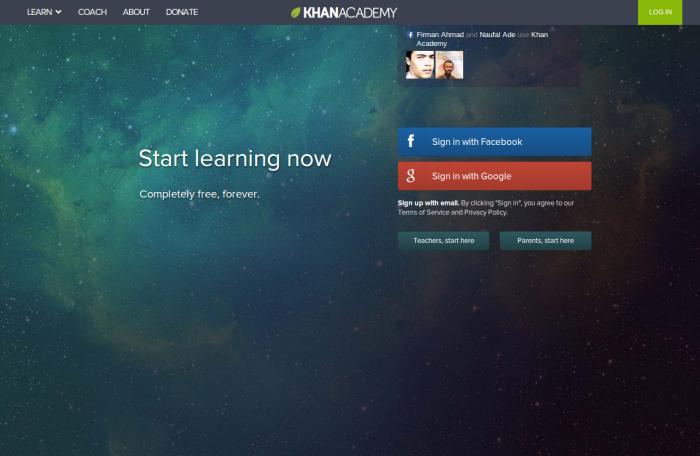 LEARN COACH ABOUT DONATE KHANACADEMY LOG IN
Firman Ahmad and Naufal Ade use Khan
Academy
Sign in with Facebook
Start learning now
Sign in with Google
Completely free, forever.
Sign up with email. By clicking "Sign in", you agree to our
Terms of Service and Privacy Policy.
Teachers, start here Parents, start here